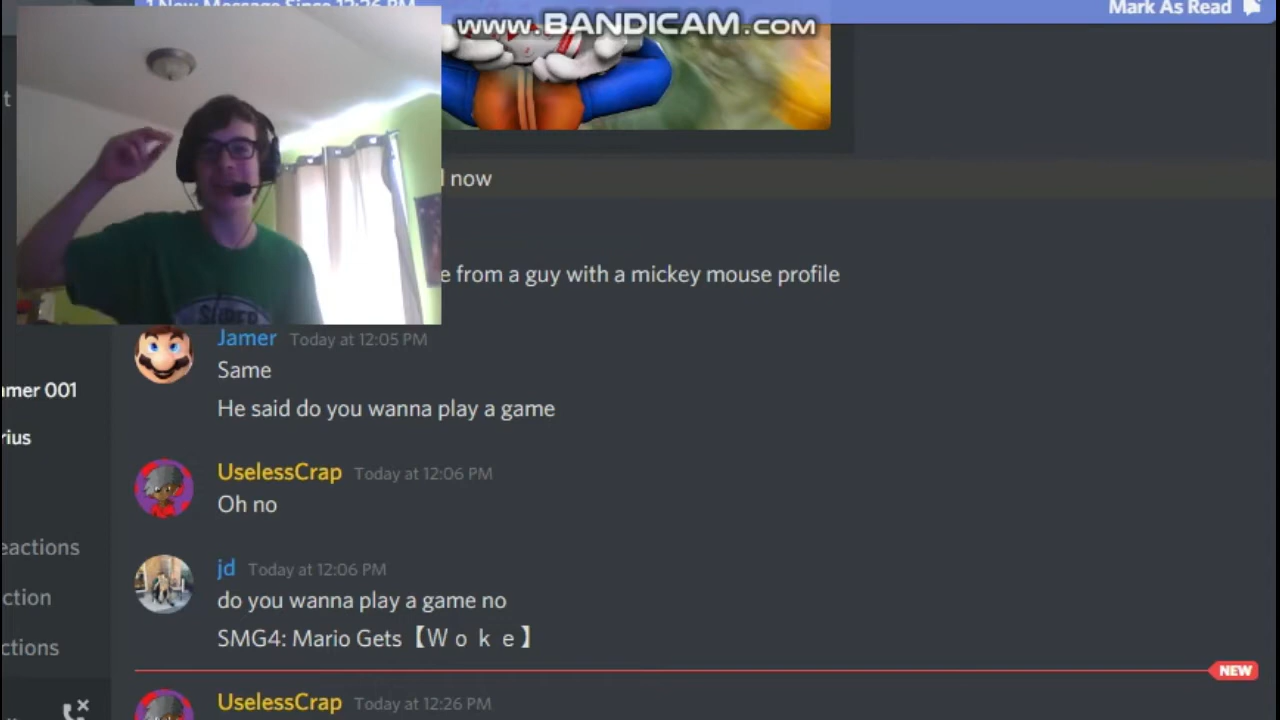 1 New Message Since 12:26 PM
Mark As Read
www.BANDICAM.com
t
now
e from a guy with a mickey mouse profile
Jamer Today at 12:05 PM
Same
He said do you wanna play a game
amer 001
rius
UselessCrap Today at 12:06 PM
Oh no
eactions
ction
ctions
jd Today at 12:06 PM
do you wanna play a game no
SMG4: Mario Gets【Ｗｏｋｅ】
NEW
UselessCrap Today at 12:26 PM
SUPER